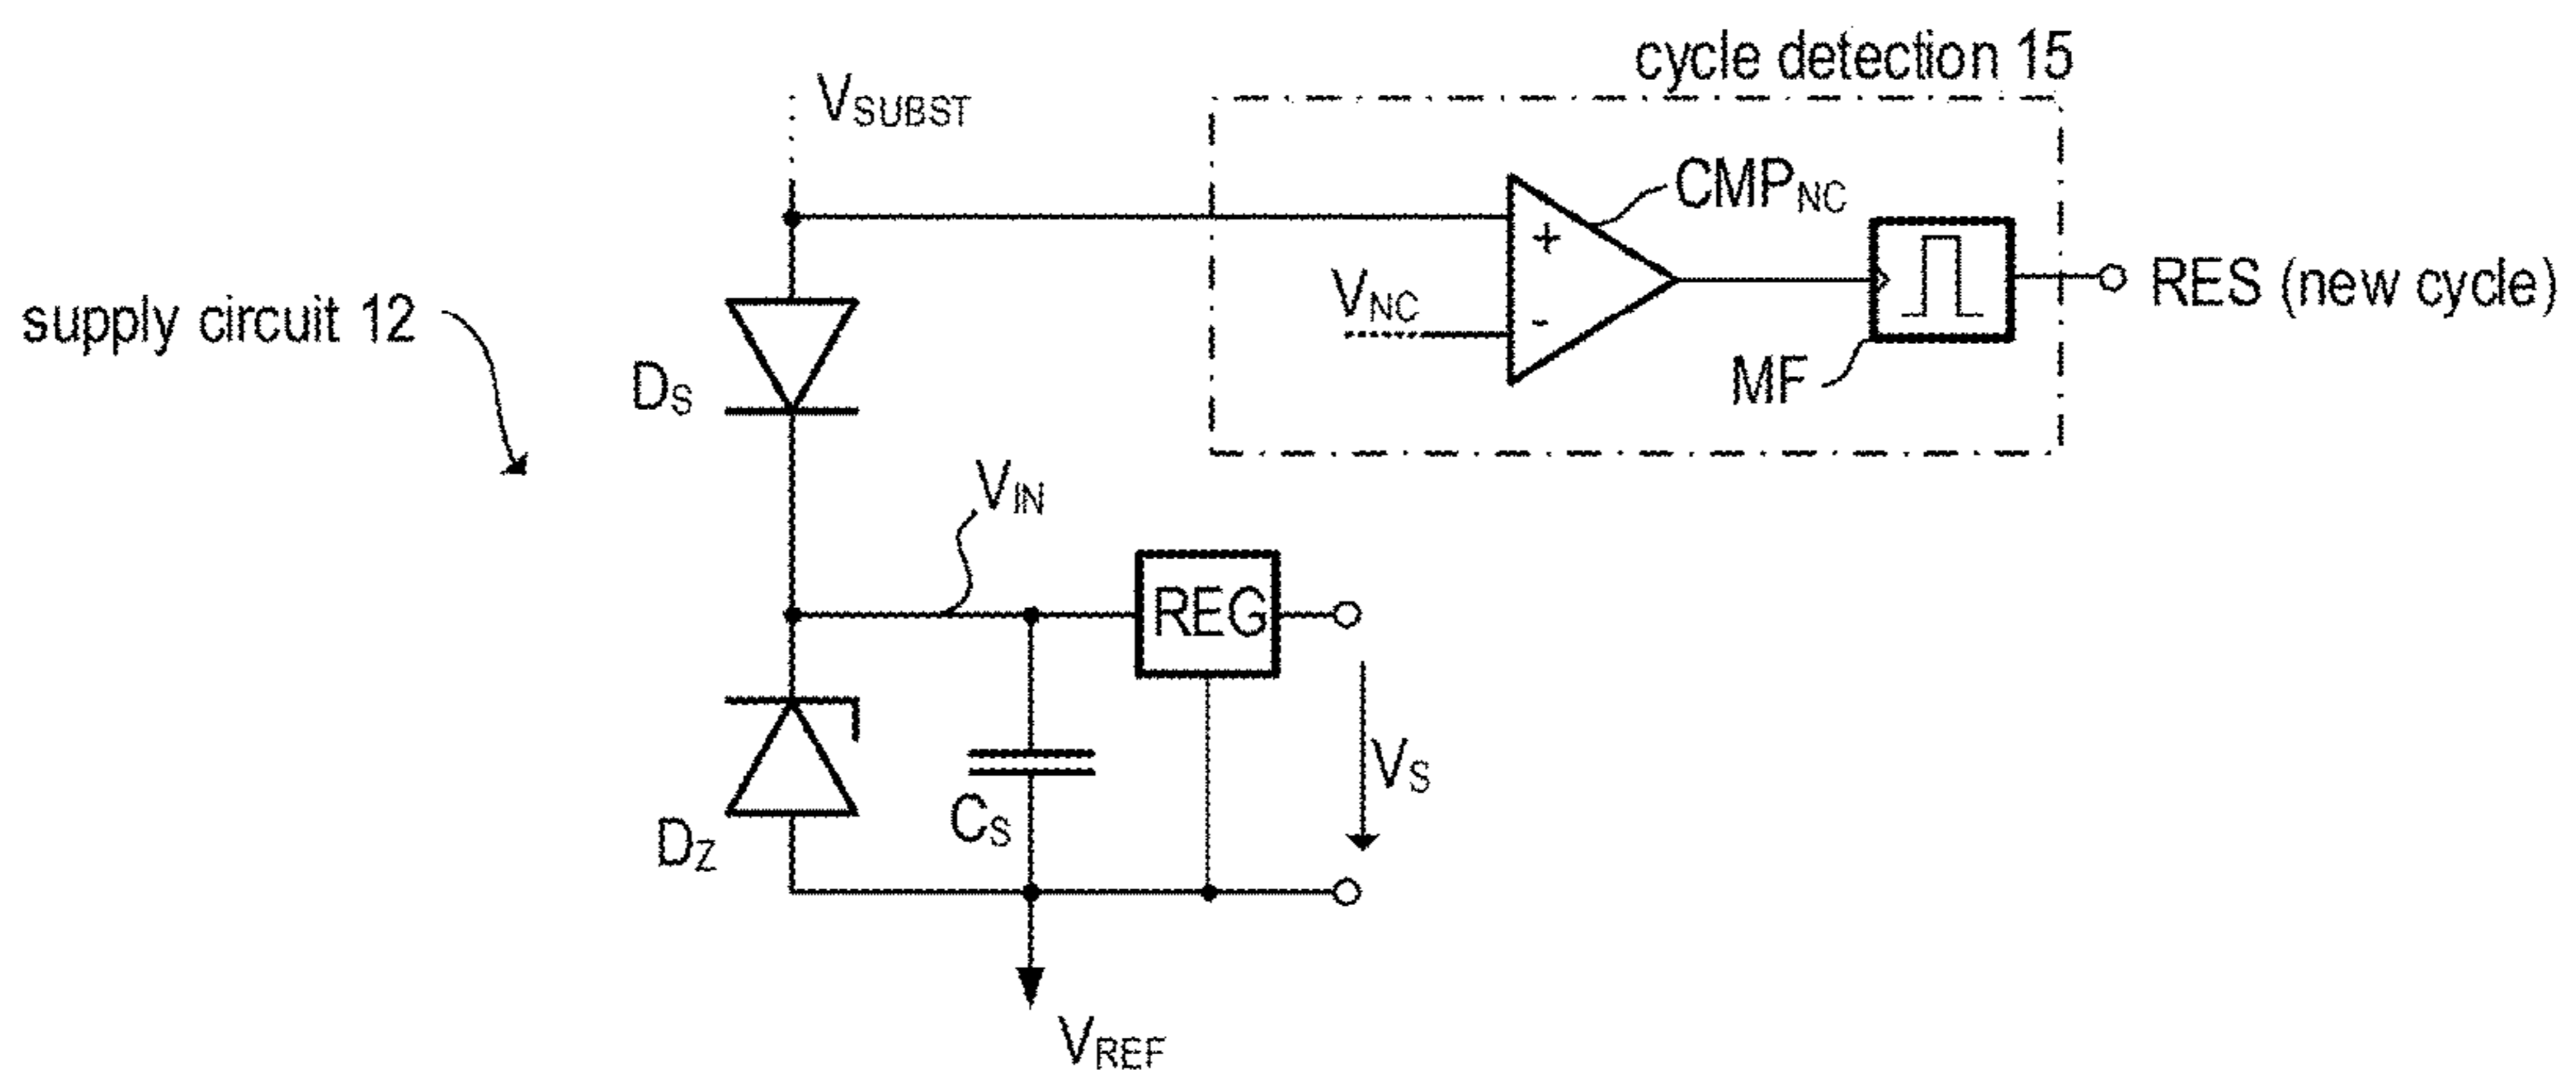 cycle detection 15
VSUBST
CMPNC
+
VNC
-
RES (new cycle)
MF
supply circuit 12
DS
VIN
REG
VS
CS
DZ
VREF